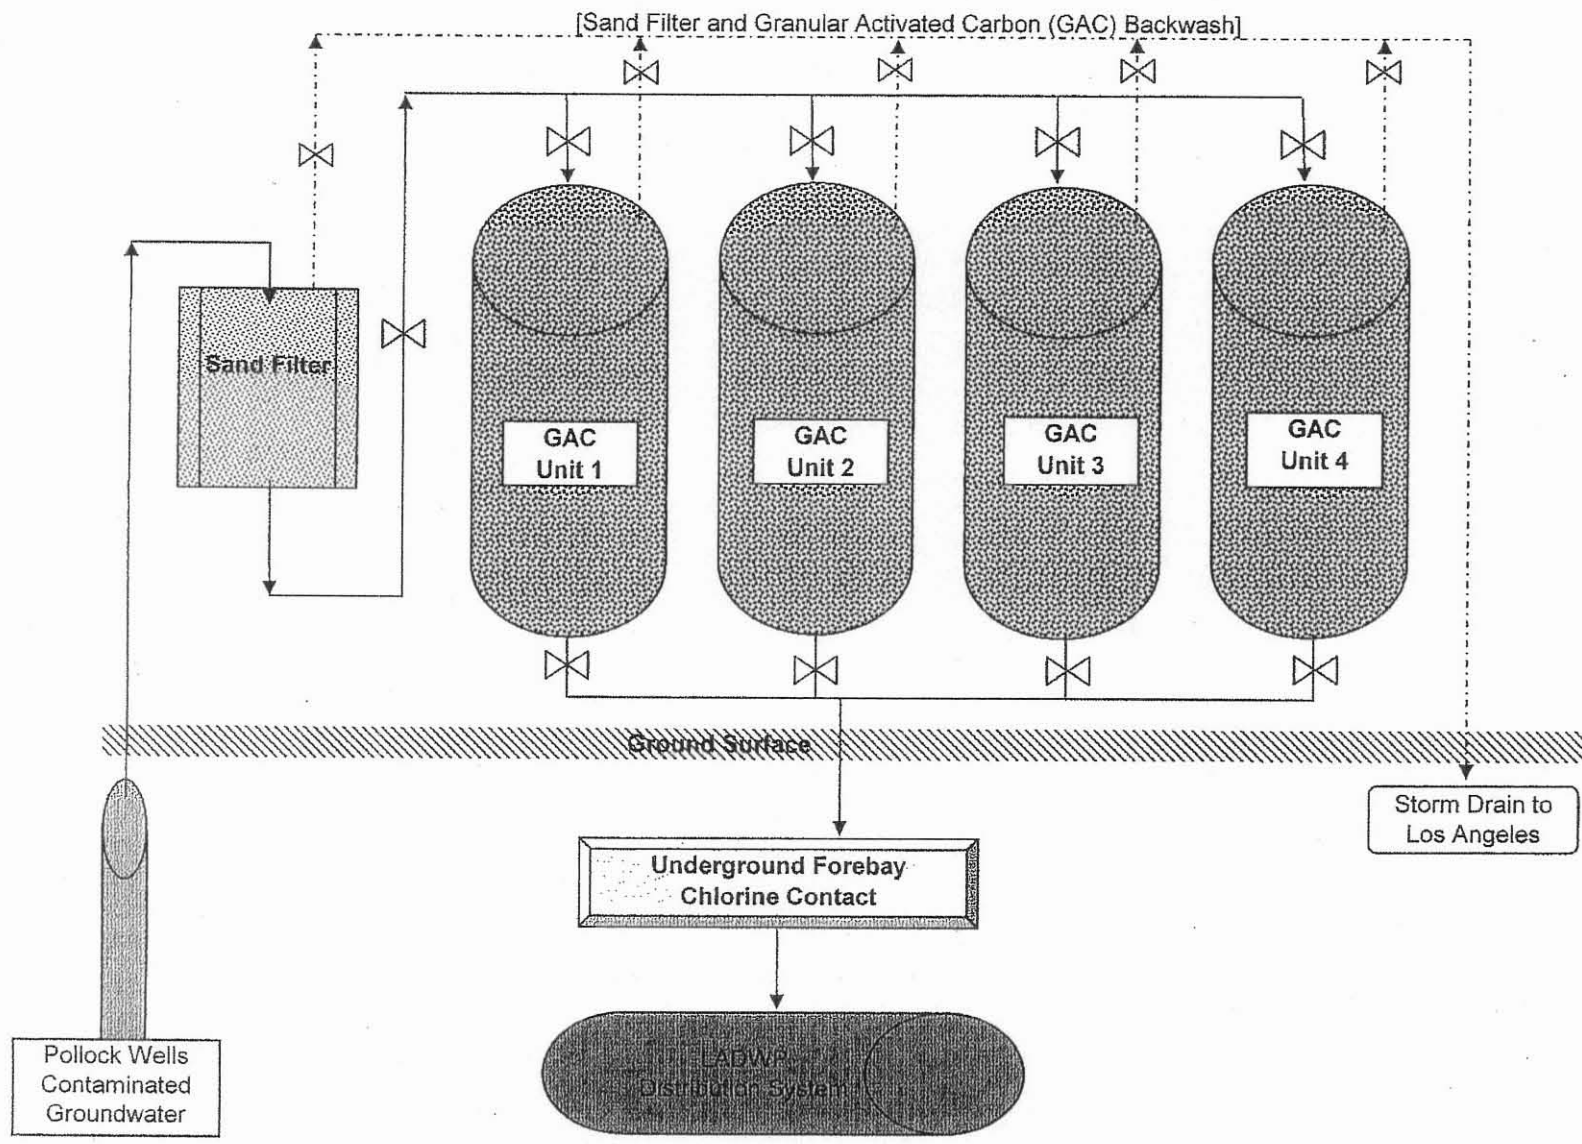 [Sand Filter and Granular Activated Carbon (GAC) Backwash]
Sand Filter
GAC
Unit 1
GAC
Unit 2
GAC
Unit 3
GAC
Unit 4
Ground Surface
Storm Drain to
Los Angeles
Underground Forebay
Chlorine Contact
LADWP
Distribution System
Pollock Wells
Contaminated
Groundwater